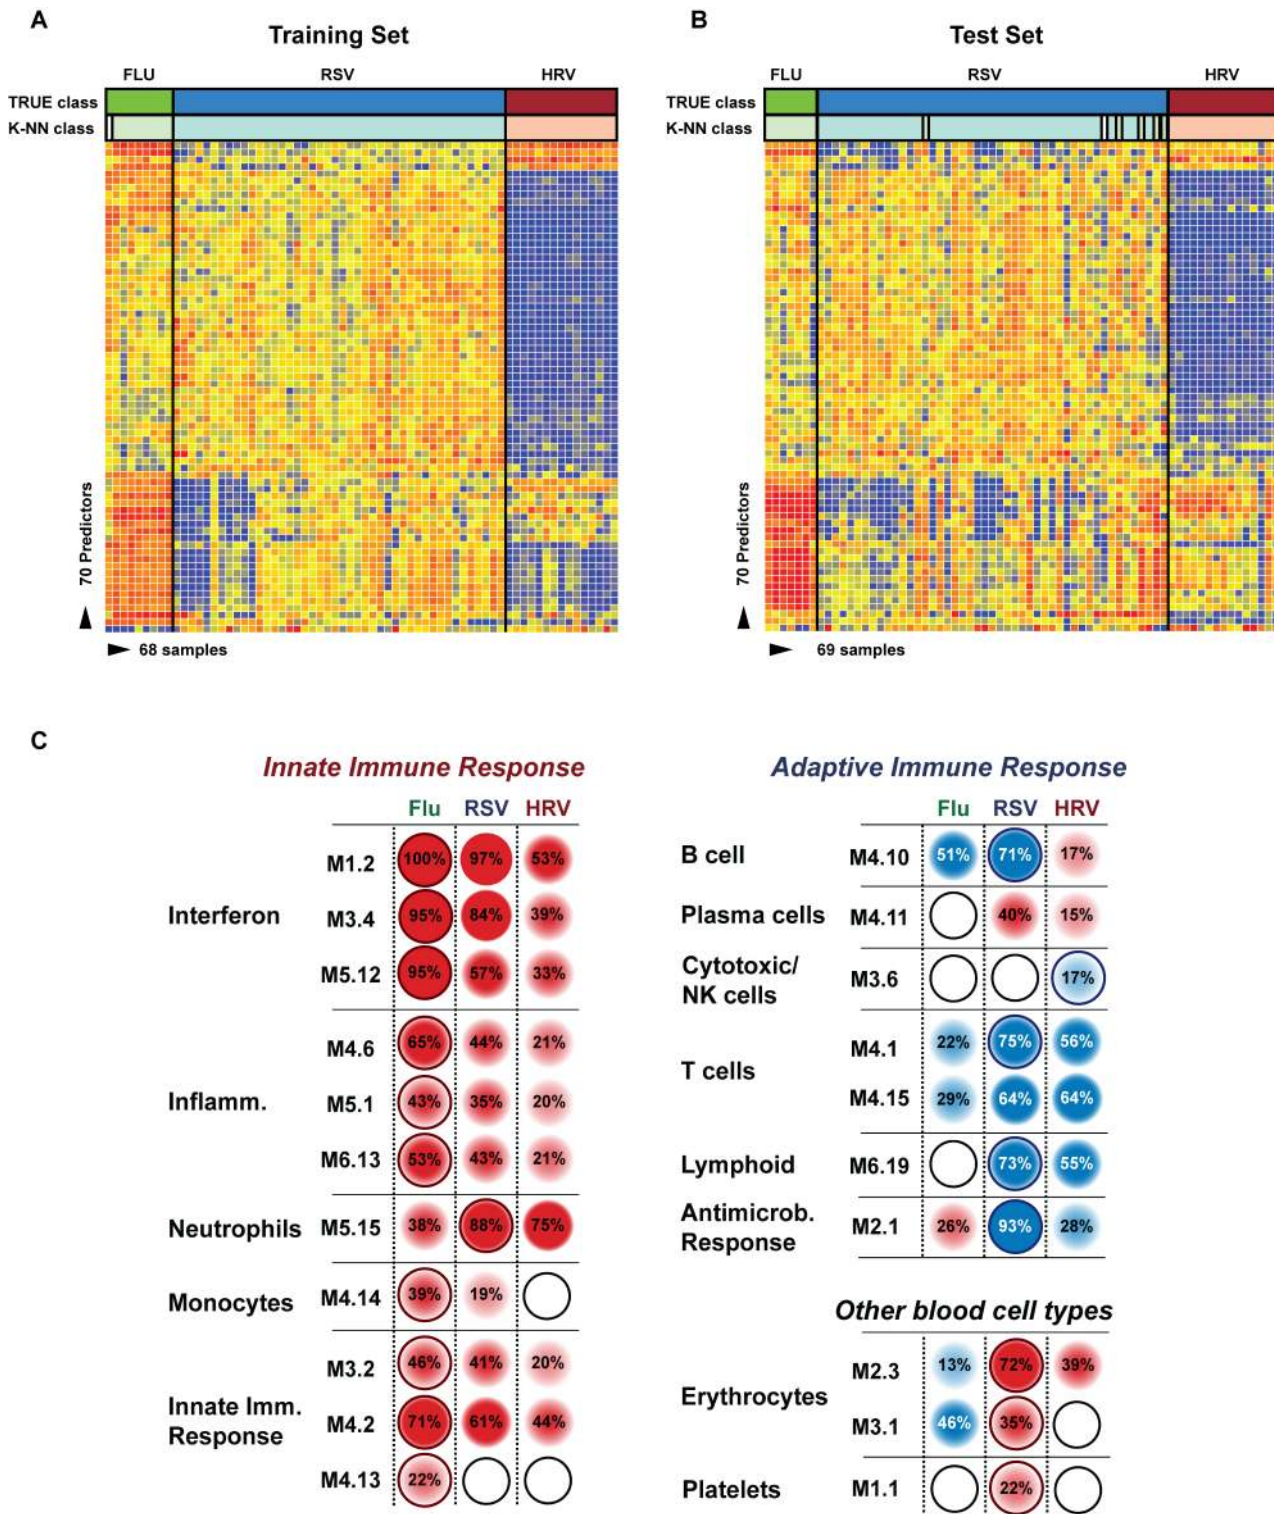 A
Training Set
FLU RSV HRV
TRUE class
K-NN class
70 Predictors
68 samples
B
Test Set
FLU RSV HRV
TRUE class
K-NN class
70 Predictors
69 samples
C
Innate Immune Response
Flu RSV HRV
Interferon
M1.2 100% 97% 53%
M3.4 95% 84% 39%
M5.12 95% 57% 33%
Inflamm.
M4.6 65% 44% 21%
M5.1 43% 35% 20%
M6.13 53% 43% 21%
Neutrophils M5.15 38% 88% 75%
Monocytes M4.14 39% 19%
Innate Imm.
Response
M3.2 46% 41% 20%
M4.2 71% 61% 44%
M4.13 22%
Adaptive Immune Response
Flu RSV HRV
B cell M4.10 51% 71% 17%
Plasma cells M4.11 40% 15%
Cytotoxic/
NK cells M3.6 17%
T cells
M4.1 22% 75% 56%
M4.15 29% 64% 64%
Lymphoid M6.19 73% 55%
Antimicrob.
Response M2.1 26% 93% 28%
Other blood cell types
Erythrocytes
M2.3 13% 72% 39%
M3.1 46% 35%
Platelets M1.1 22%